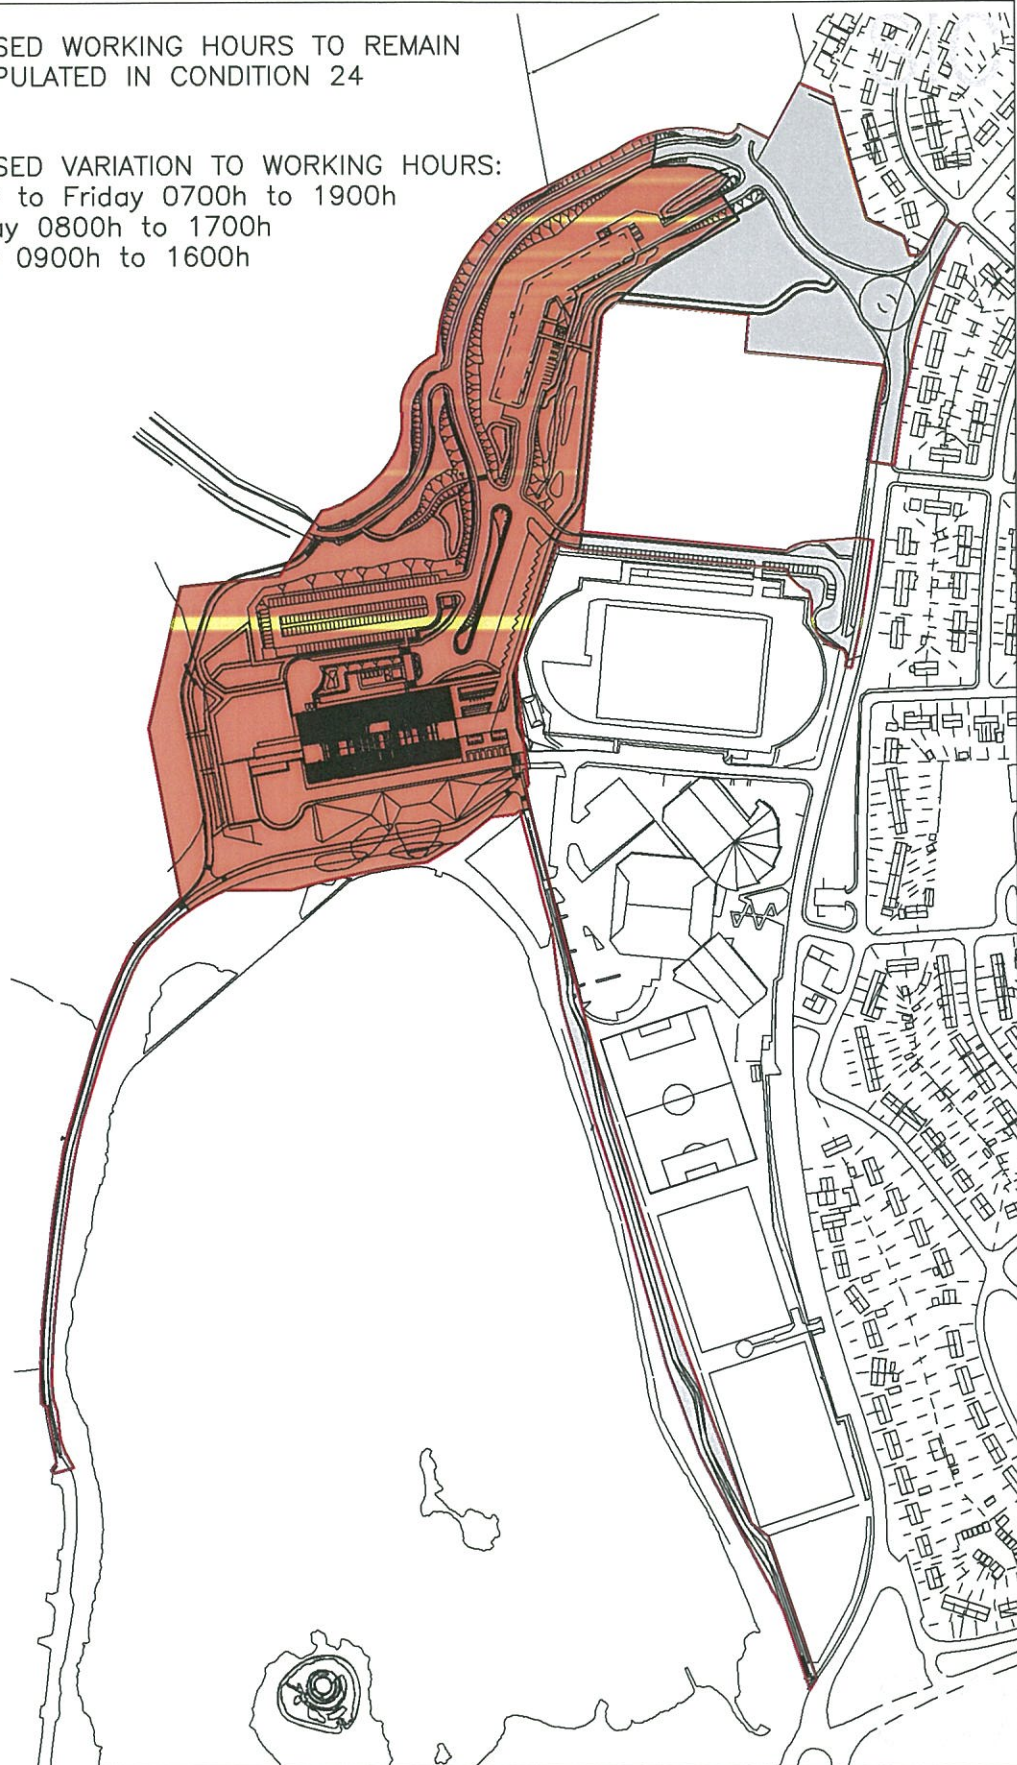 SED WORKING HOURS TO REMAIN
PULATED IN CONDITION 24
SED VARIATION TO WORKING HOURS:
to Friday 0700h to 1900h
ay 0800h to 1700h
0900h to 1600h